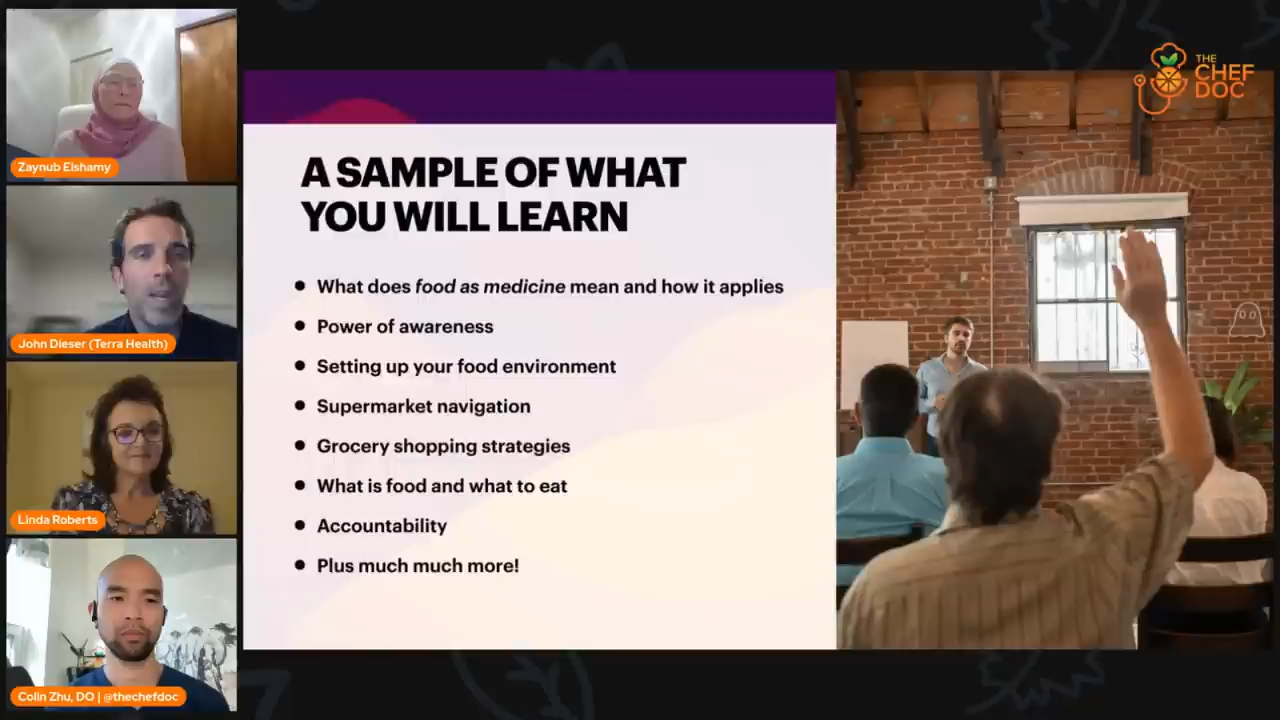 Zaynub Elshamy
John Dieser (Terra Health)
Linda Roberts
Colin Zhu, DO | @thechefdoc
A SAMPLE OF WHAT
YOU WILL LEARN
What does food as medicine mean and how it applies
Power of awareness
Setting up your food environment
Supermarket navigation
Grocery shopping strategies
What is food and what to eat
Accountability
Plus much much more!
THE
CHEF
DOC